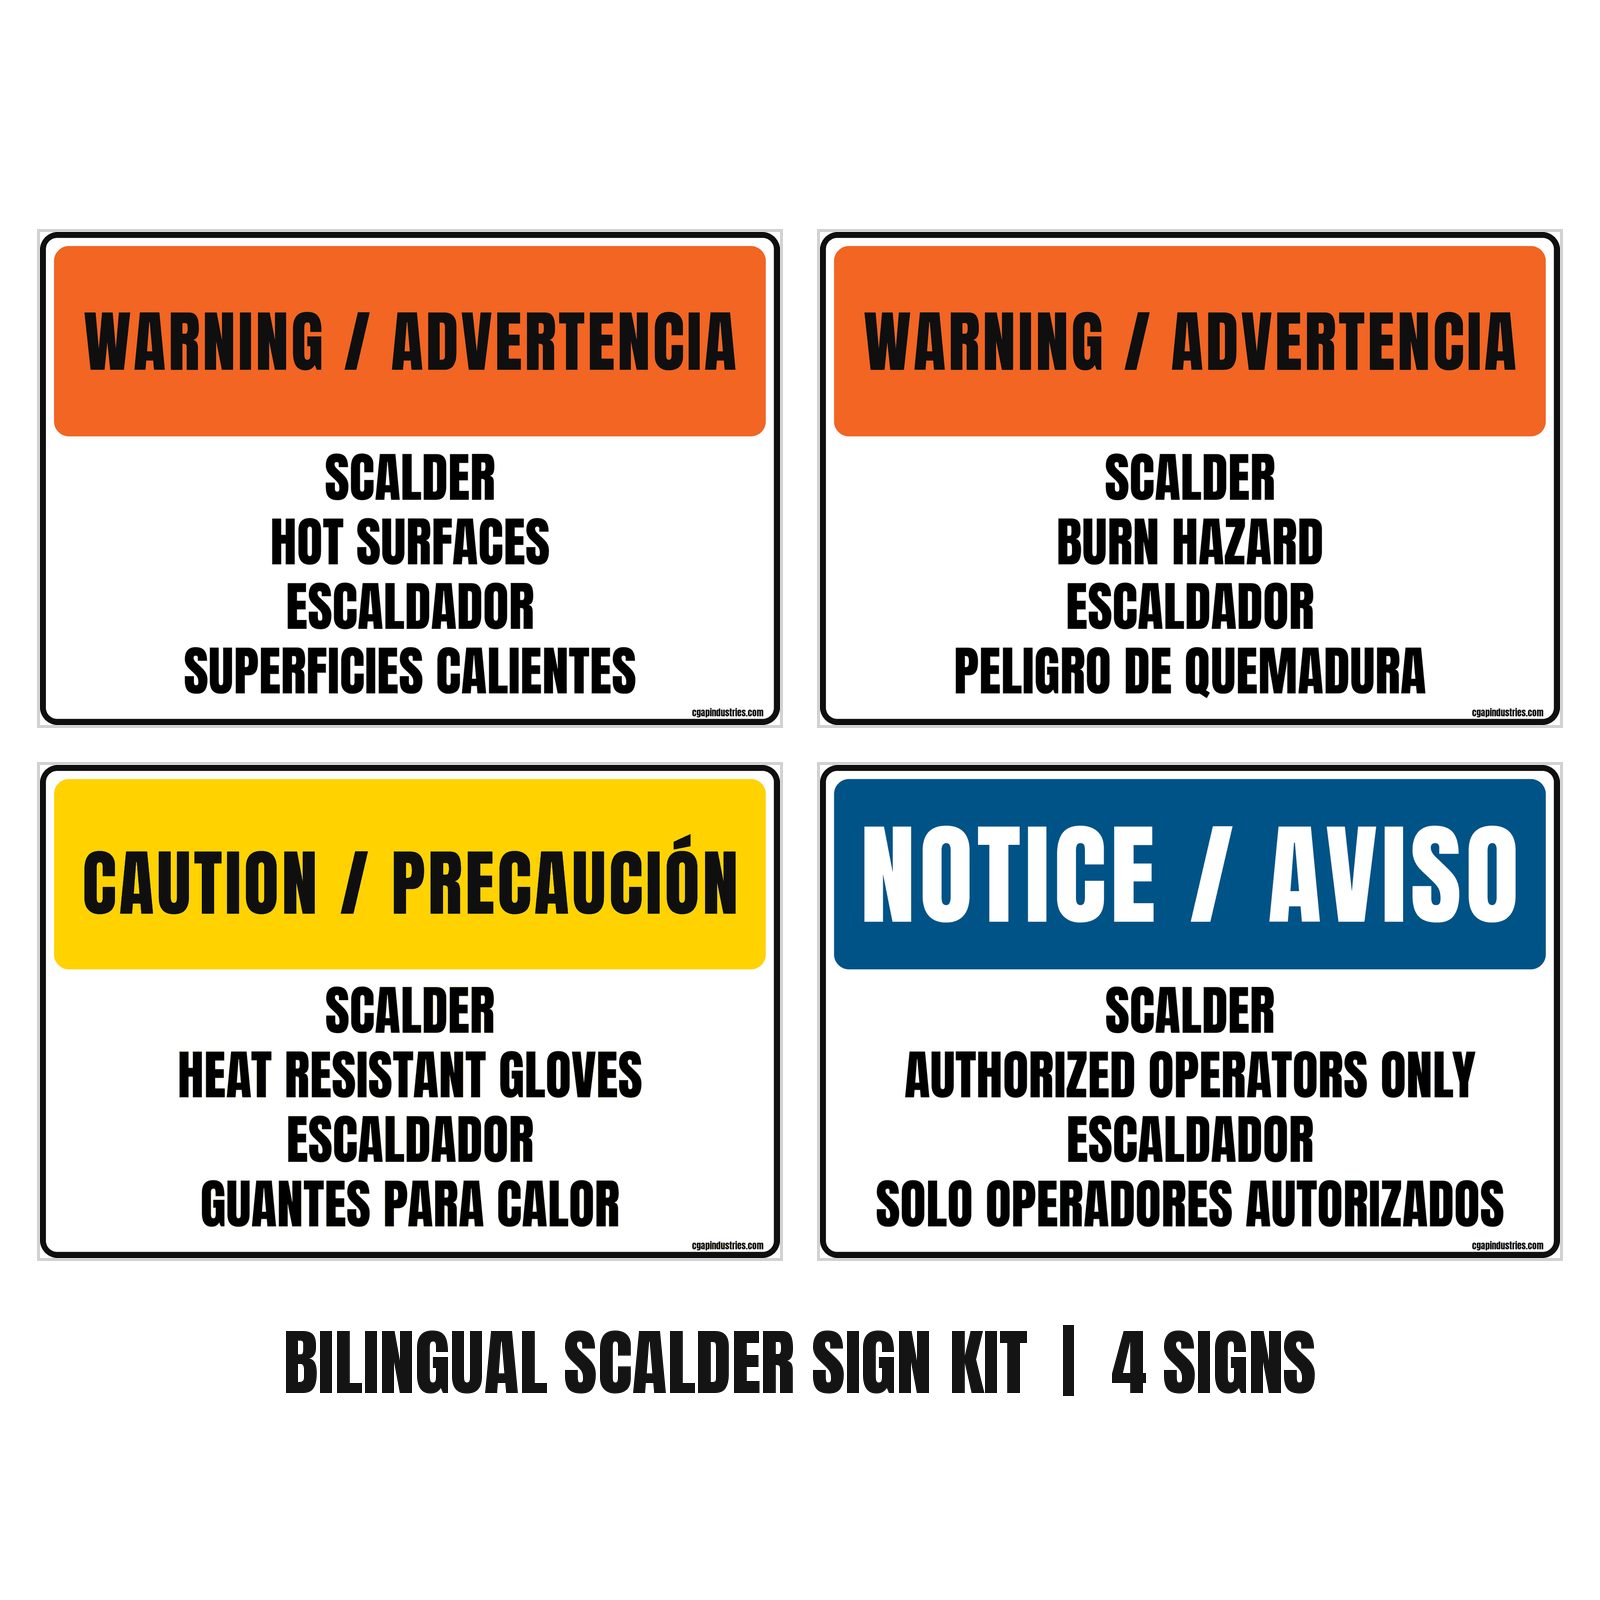 WARNING / ADVERTENCIA
SCALDER
HOT SURFACES
ESCALDADOR
SUPERFICIES CALIENTES
cgapindustries.com
WARNING / ADVERTENCIA
SCALDER
BURN HAZARD
ESCALDADOR
PELIGRO DE QUEMADURA
cgapindustries.com
CAUTION / PRECAUCIÓN
SCALDER
HEAT RESISTANT GLOVES
ESCALDADOR
GUANTES PARA CALOR
cgapindustries.com
NOTICE / AVISO
SCALDER
AUTHORIZED OPERATORS ONLY
ESCALDADOR
SOLO OPERADORES AUTORIZADOS
cgapindustries.com
BILINGUAL SCALDER SIGN KIT | 4 SIGNS